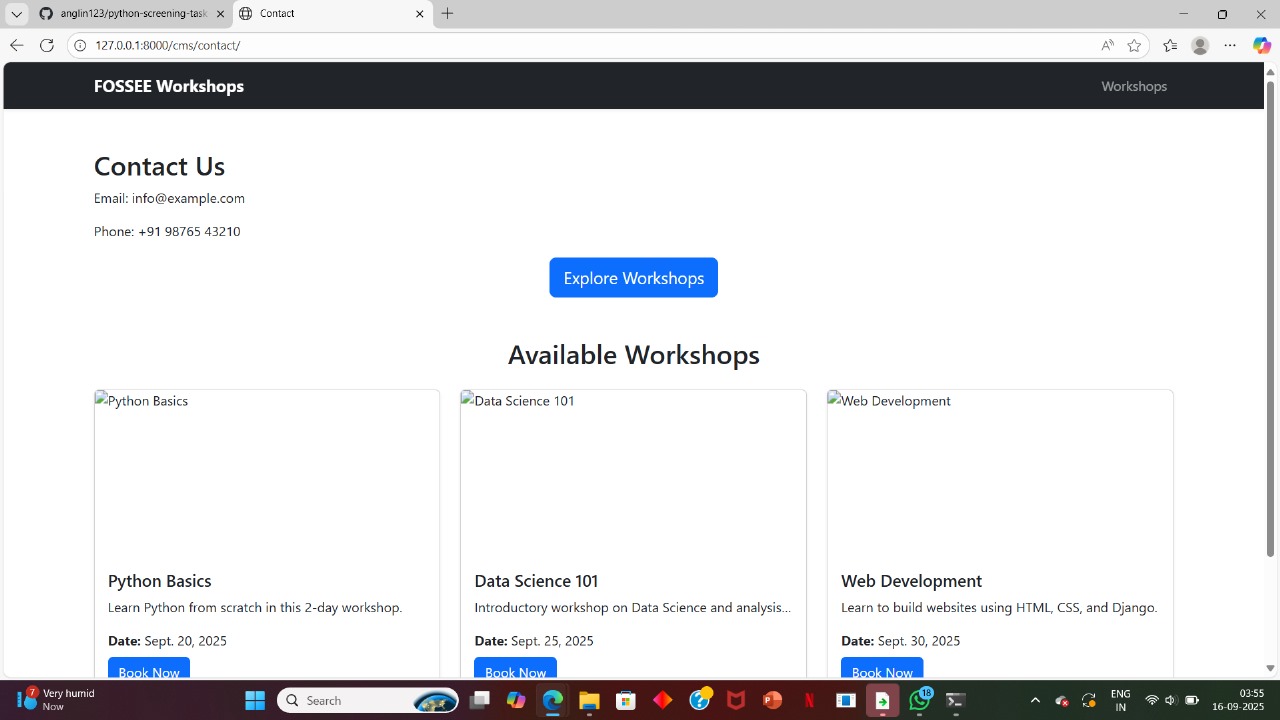 anglin123/python-screening-task
Contact
127.0.0.1:8000/cms/contact/
FOSSEE Workshops
Workshops
Contact Us
Email: info@example.com
Phone: +91 98765 43210
Explore Workshops
Available Workshops
Python Basics
Data Science 101
Web Development
Python Basics
Learn Python from scratch in this 2-day workshop.
Date: Sept. 20, 2025
Book Now
Data Science 101
Introductory workshop on Data Science and analysis...
Date: Sept. 25, 2025
Book Now
Web Development
Learn to build websites using HTML, CSS, and Django.
Date: Sept. 30, 2025
Book Now
7
Very humid
Now
Search
18
ENG
IN
03:55
16-09-2025